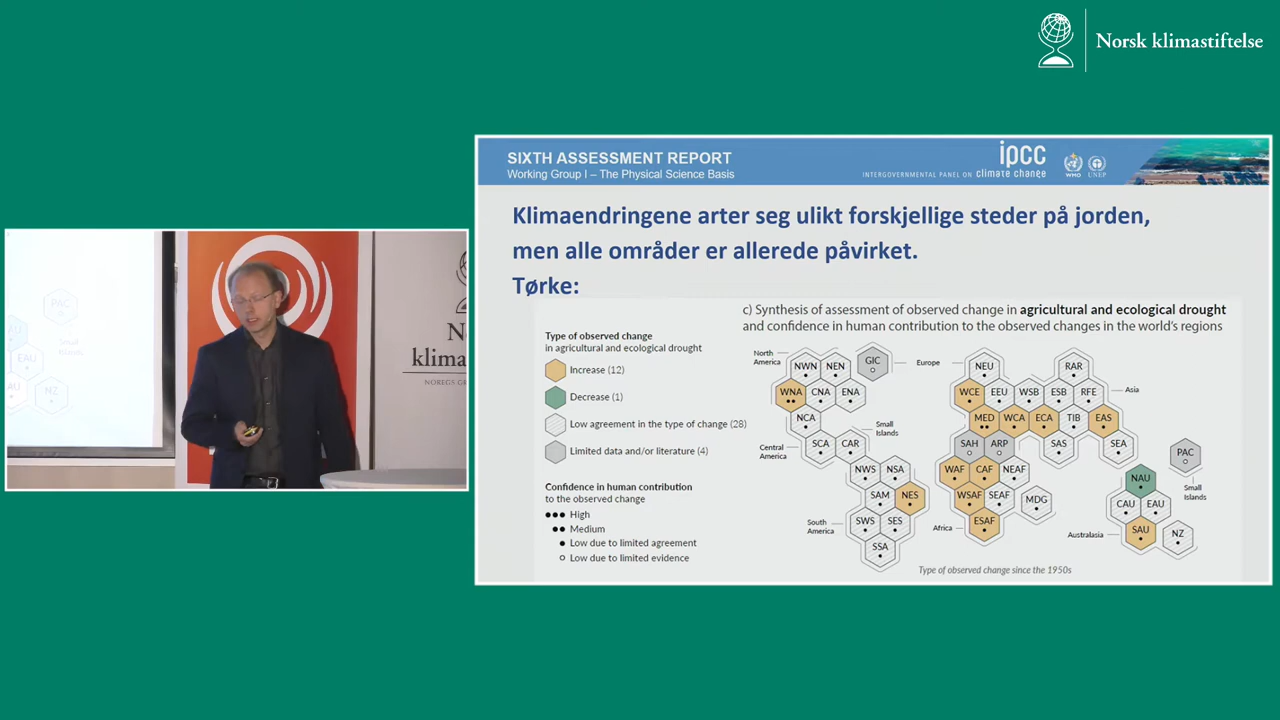 Norsk klimastiftelse
SIXTH ASSESSMENT REPORT
Working Group I – The Physical Science Basis
ipcc
INTERGOVERNMENTAL PANEL ON climate change
WMO
UNEP
Klimaendringene arter seg ulikt forskjellige steder på jorden,
men alle områder er allerede påvirket.
Tørke:
c) Synthesis of assessment of observed change in agricultural and ecological drought
and confidence in human contribution to the observed changes in the world's regions
Type of observed change
in agricultural and ecological drought
Increase (12)
Decrease (1)
Low agreement in the type of change (28)
Limited data and/or literature (4)
Confidence in human contribution
to the observed change
High
Medium
Low due to limited agreement
Low due to limited evidence
North
America
GIC
Europe
NWN NEN
NEU
RAR
WNA CNA ENA
WCE EEU WSB ESB RFE
Asia
NCA
MED WCA ECA TIB EAS
Small
Islands
Central
America
SCA CAR
SAH ARP
SAS
SEA
PAC
Small
Islands
NWS NSA
WAF CAF NEAF
NAU
SAM NES
WSAF SEAF MDG
CAU EAU
South
America
SWS SES
Africa
ESAF
Australasia
SAU NZ
SSA
Type of observed change since the 1950s
PAC
Small
Islands
EAU
NZ
klima